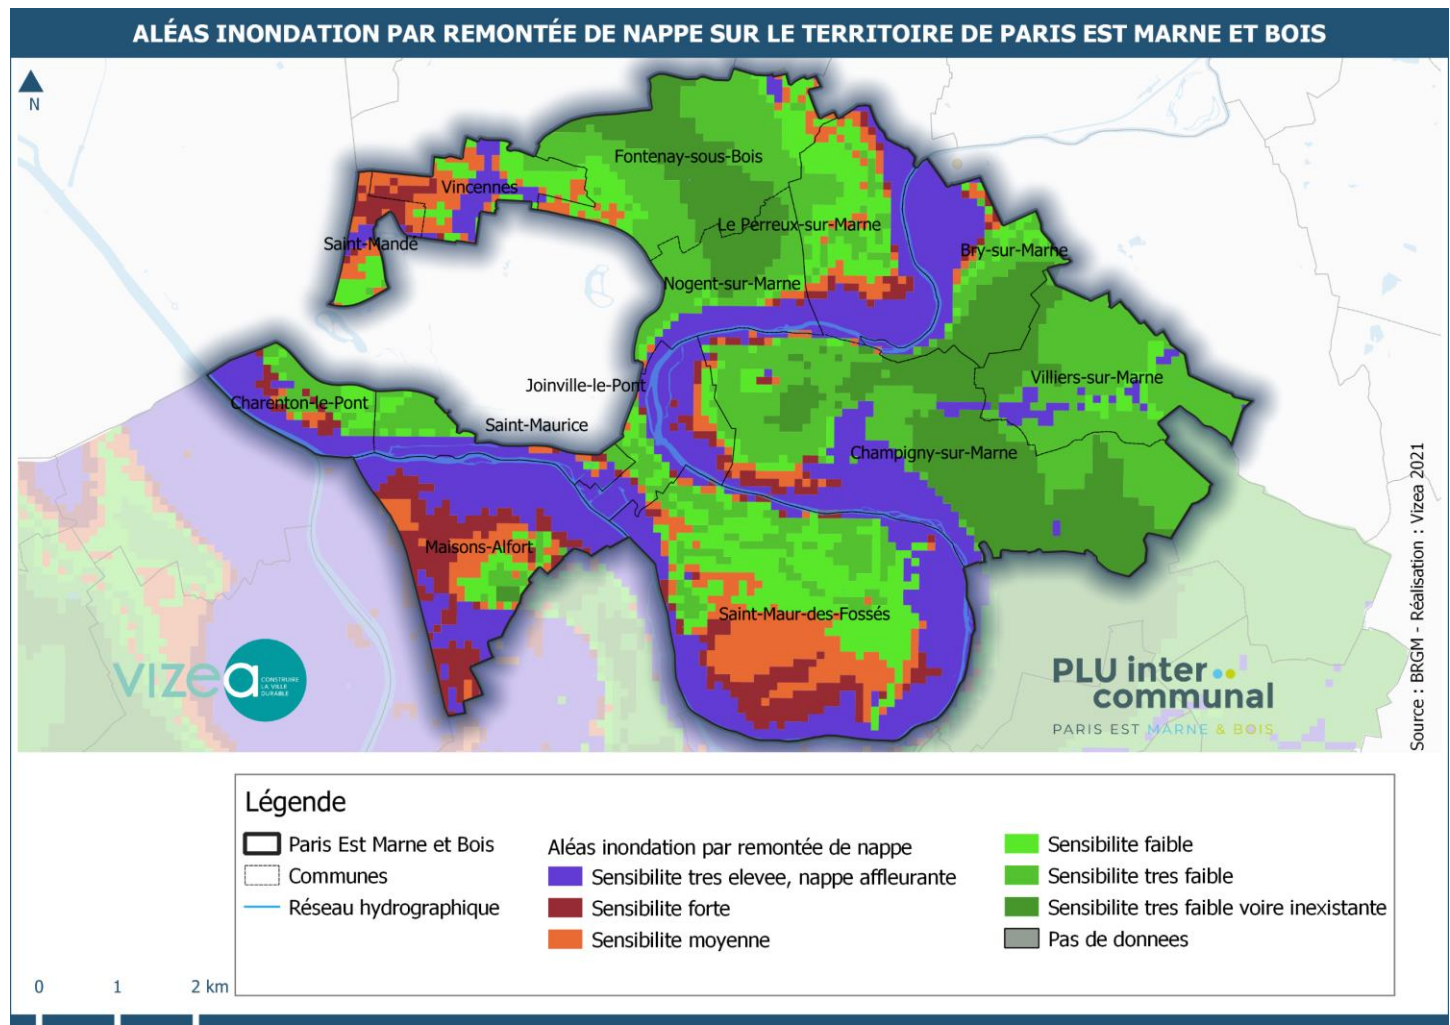 ALÉAS INONDATION PAR REMONTÉE DE NAPPE SUR LE TERRITOIRE DE PARIS EST MARNE ET BOIS
N
Fontenay-sous-Bois
Vincennes
Le Perreux-sur-Marne
Saint-Mandé
Bry-sur-Marne
Nogent-sur-Marne
Villiers-sur-Marne
Joinville-le-Pont
Charenton-le-Pont
Saint-Maurice
Champigny-sur-Marne
Maisons-Alfort
Saint-Maur-des-Fossés
vizea
CONSTRUIRE
LA VILLE
DURABLE
PLU inter
communal
PARIS EST MARNE & BOIS
Source : BRGM - Réalisation : Vizea 2021
Légende
Paris Est Marne et Bois
Communes
Réseau hydrographique
Aléas inondation par remontée de nappe
Sensibilite tres elevee, nappe affleurante
Sensibilite forte
Sensibilite moyenne
Sensibilite faible
Sensibilite tres faible
Sensibilite tres faible voire inexistante
Pas de donnees
0 1 2 km